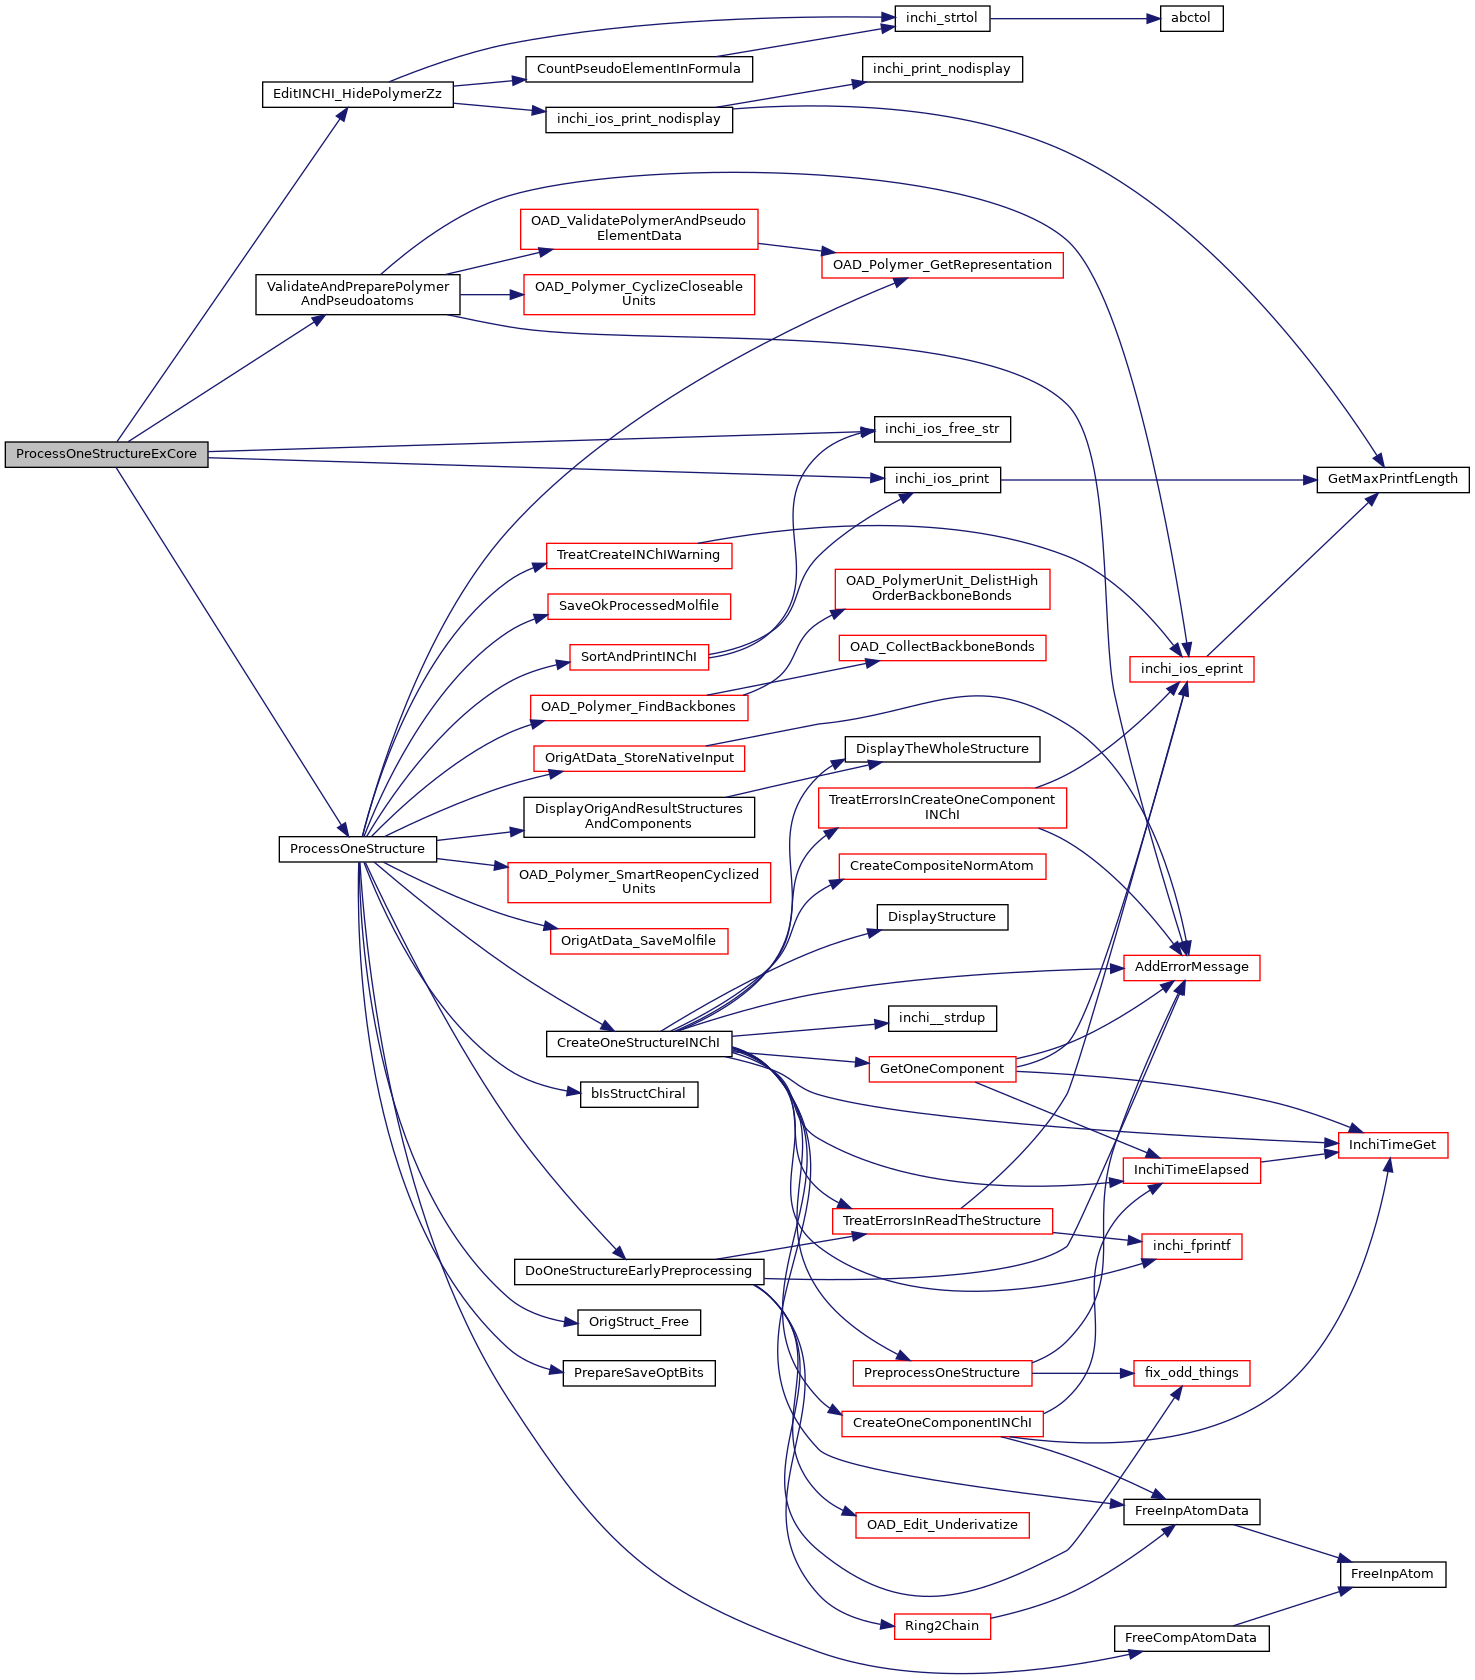 inchi_strtol
abctol
CountPseudoElementInFormula
inchi_print_nodisplay
EditINCHI_HidePolymerZz
inchi_ios_print_nodisplay
OAD_ValidatePolymerAndPseudo
ElementData
OAD_Polymer_GetRepresentation
ValidateAndPreparePolymer
AndPseudoatoms
OAD_Polymer_CyclizeCloseable
Units
inchi_ios_free_str
ProcessOneStructureExCore
inchi_ios_print
GetMaxPrintfLength
TreatCreateINChIWarning
OAD_PolymerUnit_DelistHigh
OrderBackboneBonds
SaveOkProcessedMolfile
OAD_CollectBackboneBonds
SortAndPrintINChI
inchi_ios_eprint
OAD_Polymer_FindBackbones
DisplayTheWholeStructure
OrigAtData_StoreNativeInput
TreatErrorsInCreateOneComponent
INChI
DisplayOrigAndResultStructures
AndComponents
ProcessOneStructure
CreateCompositeNormAtom
OAD_Polymer_SmartReopenCyclized
Units
DisplayStructure
OrigAtData_SaveMolfile
AddErrorMessage
inchi__strdup
CreateOneStructureINChI
GetOneComponent
bIsStructChiral
InchiTimeGet
InchiTimeElapsed
TreatErrorsInReadTheStructure
inchi_fprintf
DoOneStructureEarlyPreprocessing
OrigStruct_Free
PrepareSaveOptBits
PreprocessOneStructure
fix_odd_things
CreateOneComponentINChI
FreeInpAtomData
OAD_Edit_Underivatize
FreeInpAtom
Ring2Chain
FreeCompAtomData